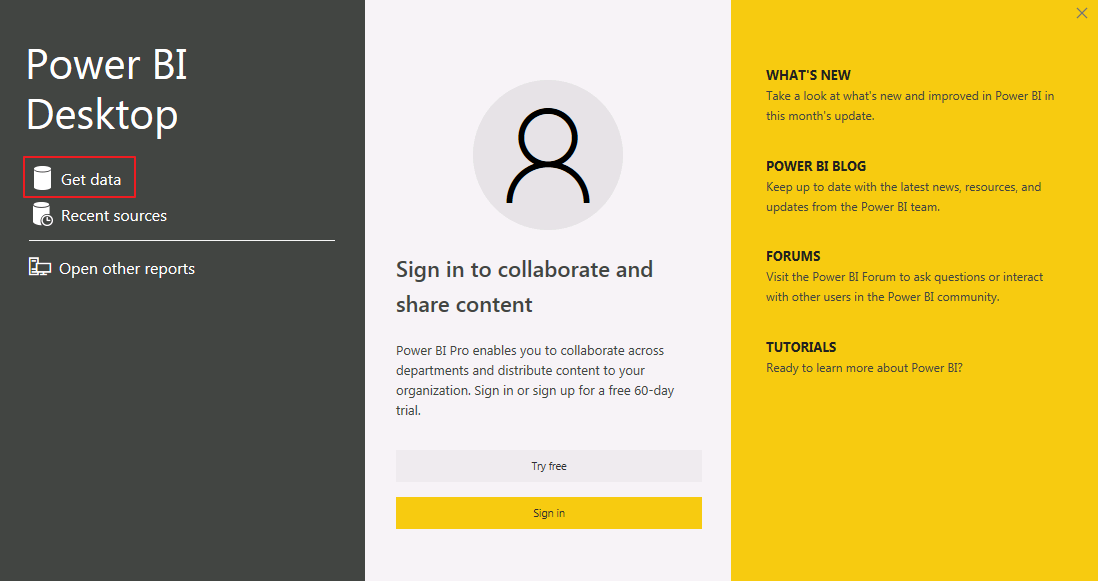 Power BI
Desktop
Get data
Recent sources
Open other reports
Sign in to collaborate and
share content
Power BI Pro enables you to collaborate across
departments and distribute content to your
organization. Sign in or sign up for a free 60-day
trial.
Try free
Sign in
WHAT'S NEW
Take a look at what's new and improved in Power BI in
this month's update.
POWER BI BLOG
Keep up to date with the latest news, resources, and
updates from the Power BI team.
FORUMS
Visit the Power BI Forum to ask questions or interact
with other users in the Power BI community.
TUTORIALS
Ready to learn more about Power BI?